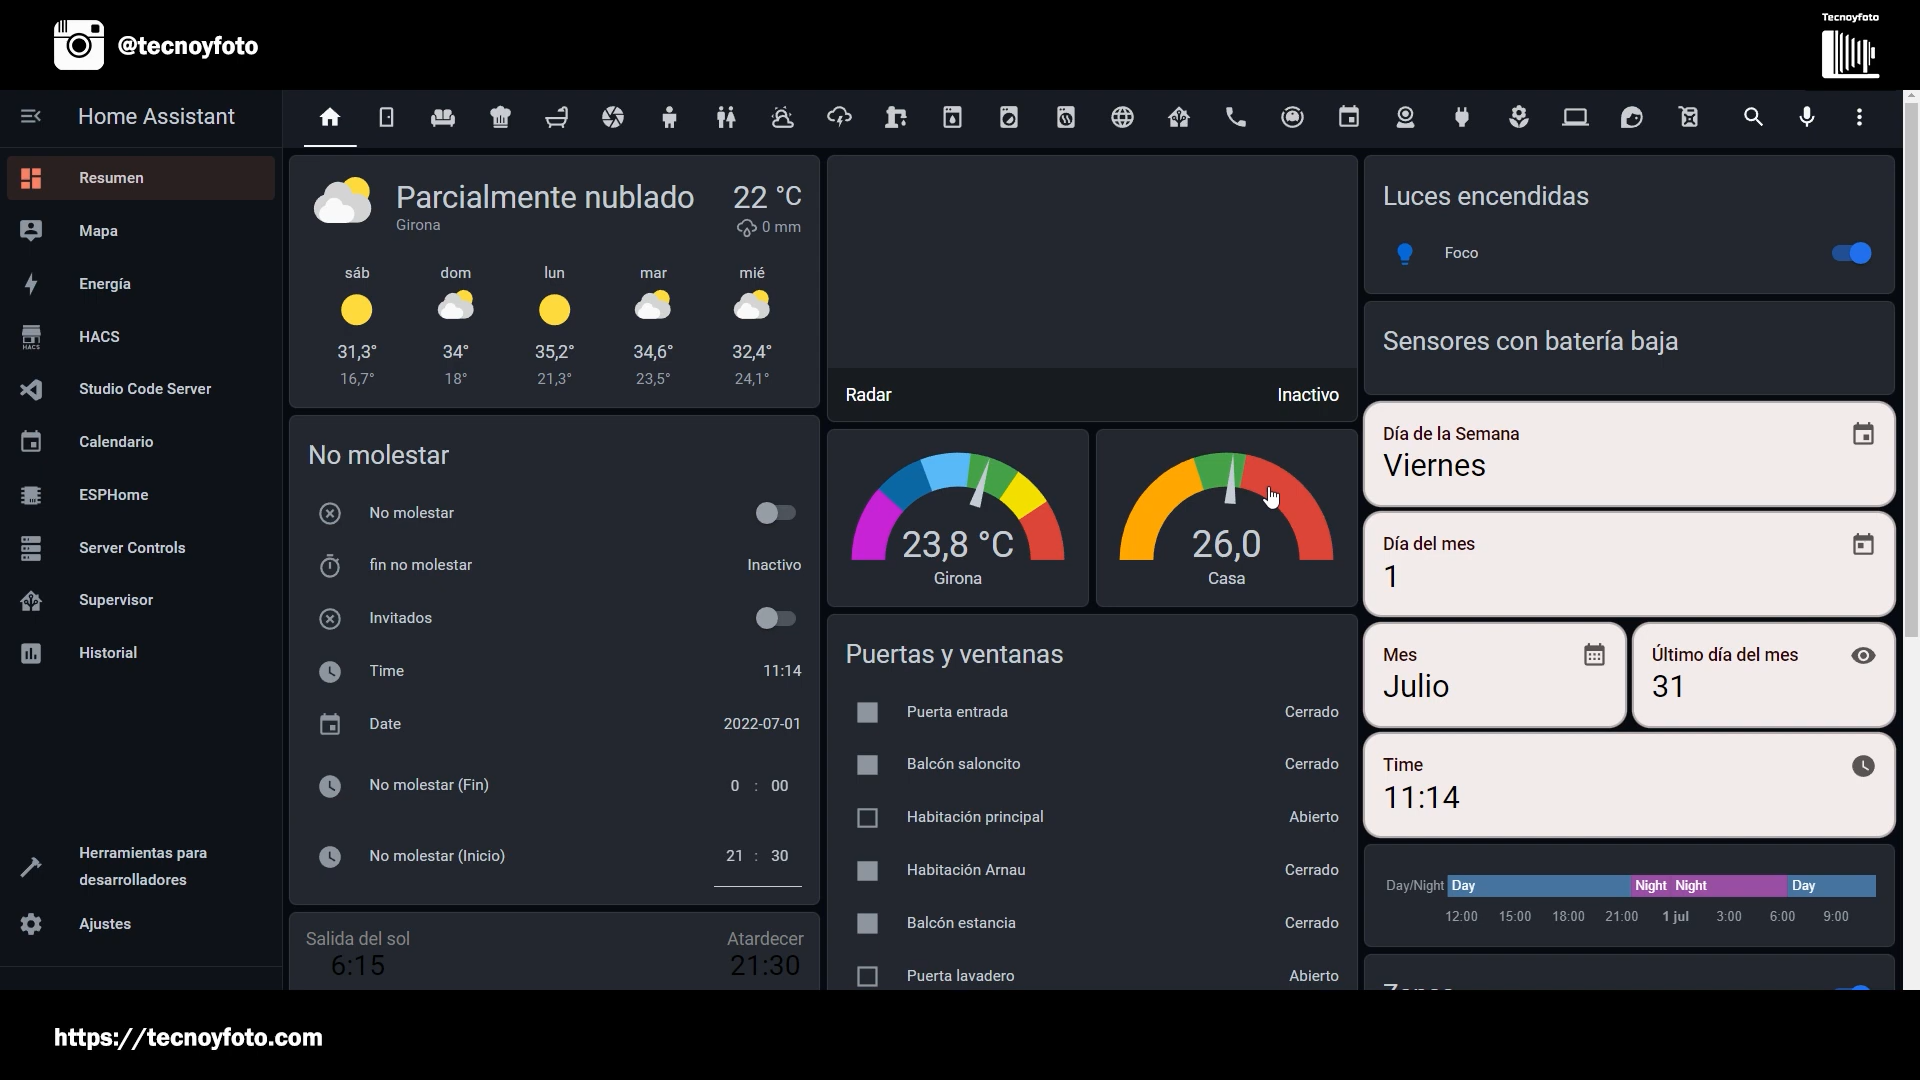 @tecnoyfoto
Tecnoyfoto
Home Assistant
Resumen
Mapa
Energía
HACS
HACS
Studio Code Server
Calendario
ESPHome
Server Controls
Supervisor
Historial
Herramientas para
desarrolladores
Ajustes
Parcialmente nublado
22 °C
Girona
0 mm
sáb dom lun mar mié
31,3° 34° 35,2° 34,6° 32,4°
16,7° 18° 21,3° 23,5° 24,1°
No molestar
No molestar
fin no molestar Inactivo
Invitados
Time 11:14
Date 2022-07-01
No molestar (Fin) 0 : 00
No molestar (Inicio) 21 : 30
Salida del sol Atardecer
6:15 21:30
Radar Inactivo
23,8 °C
Girona
26,0
Casa
Puertas y ventanas
Puerta entrada Cerrado
Balcón saloncito Cerrado
Habitación principal Abierto
Habitación Arnau Cerrado
Balcón estancia Cerrado
Puerta lavadero Abierto
Luces encendidas
Foco
Sensores con batería baja
Día de la Semana
Viernes
Día del mes
1
Mes
Julio
Último día del mes
31
Time
11:14
Day/Night Day Night Night Day
12:00 15:00 18:00 21:00 1 jul 3:00 6:00 9:00
https://tecnoyfoto.com